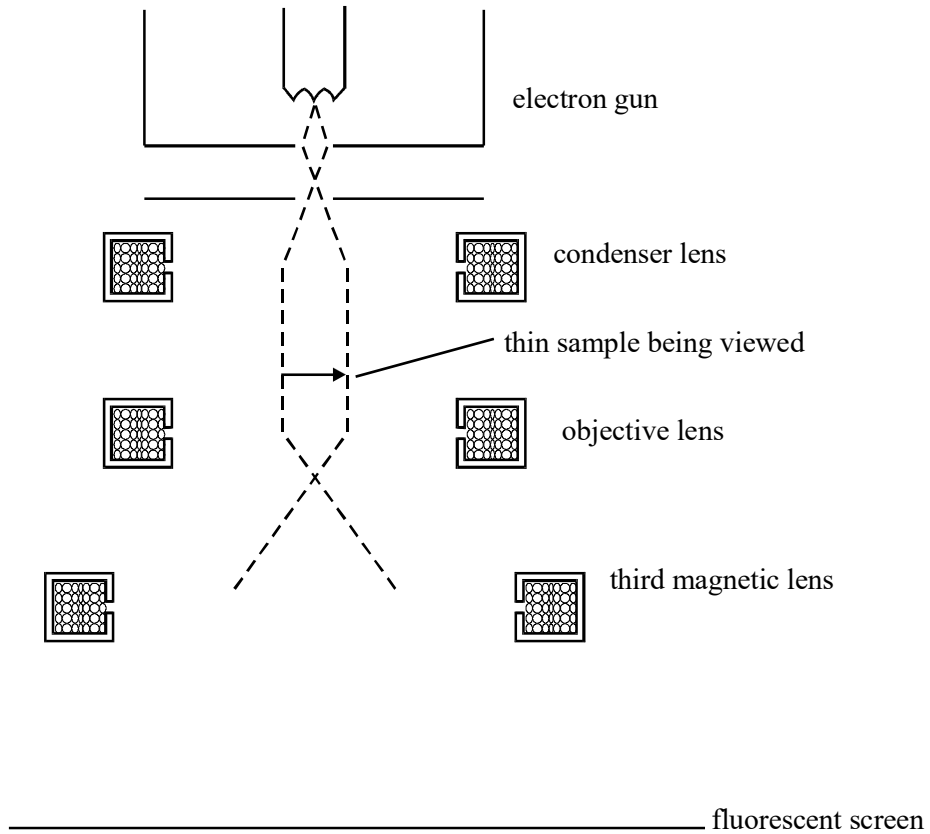 electron gun
condenser lens
thin sample being viewed
objective lens
third magnetic lens
fluorescent screen